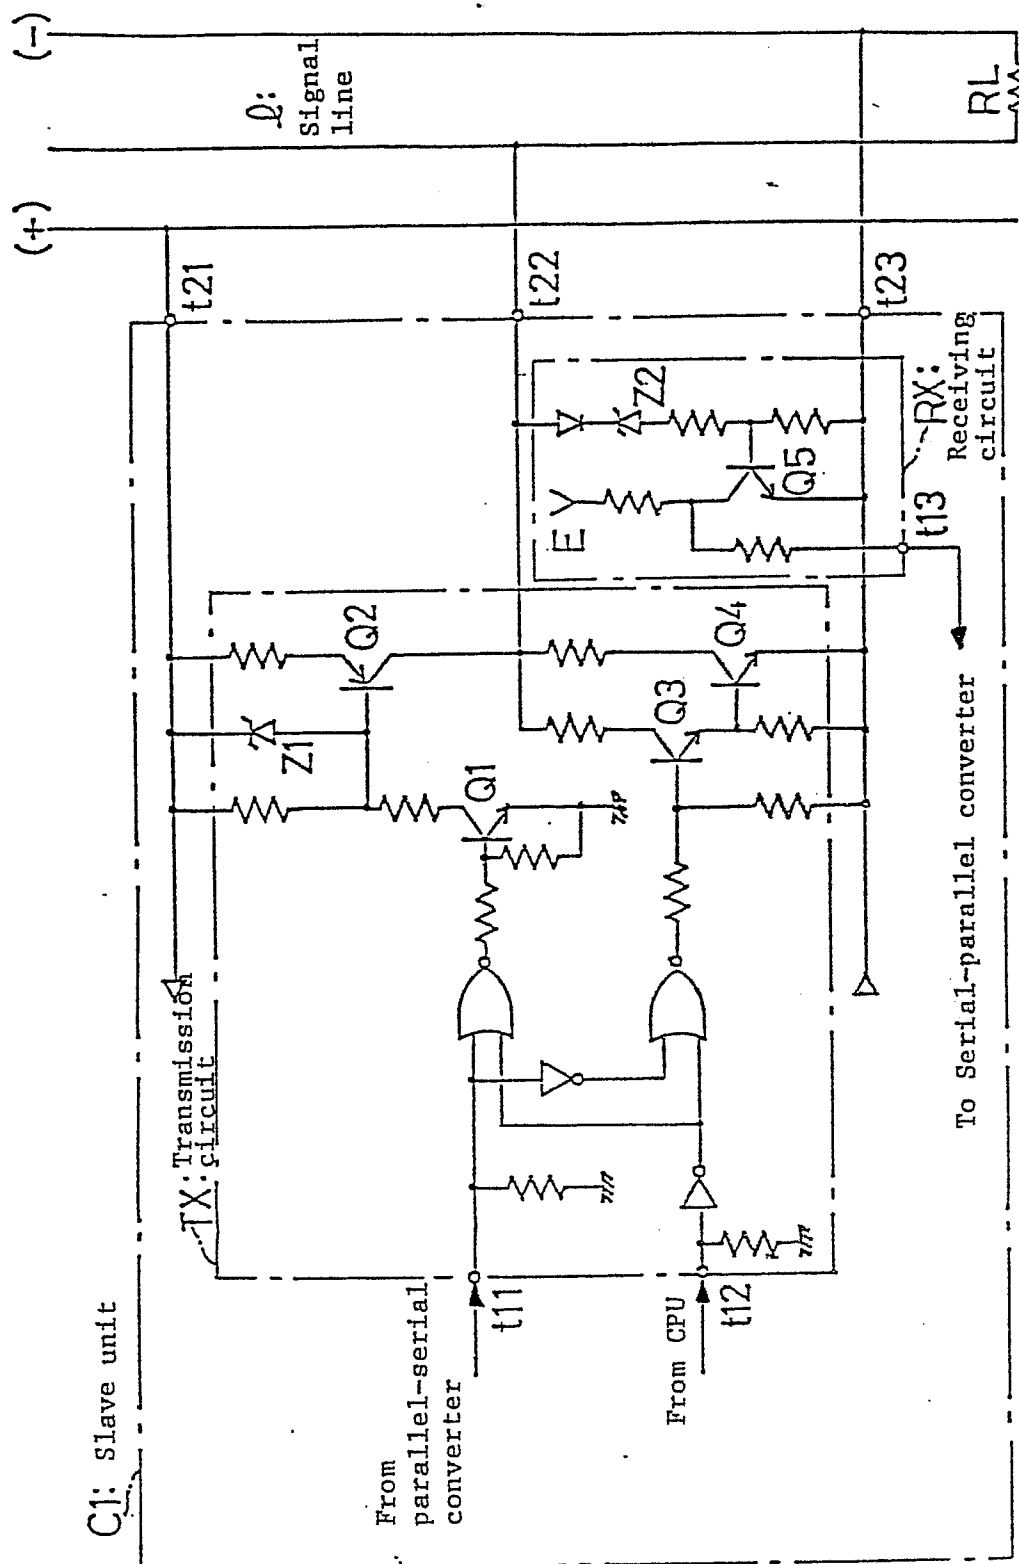 C1: Slave unit
TX: Transmission
circuit
From
parallel-serial
converter
t11
From CPU
t12
Q1
Z1
Q2
Q3
Q4
E
Q5
Z2
RX:
Receiving
circuit
t13
To Serial-parallel converter
t21
t22
t23
(+)
(-)
ℓ:
Signal
line
RL